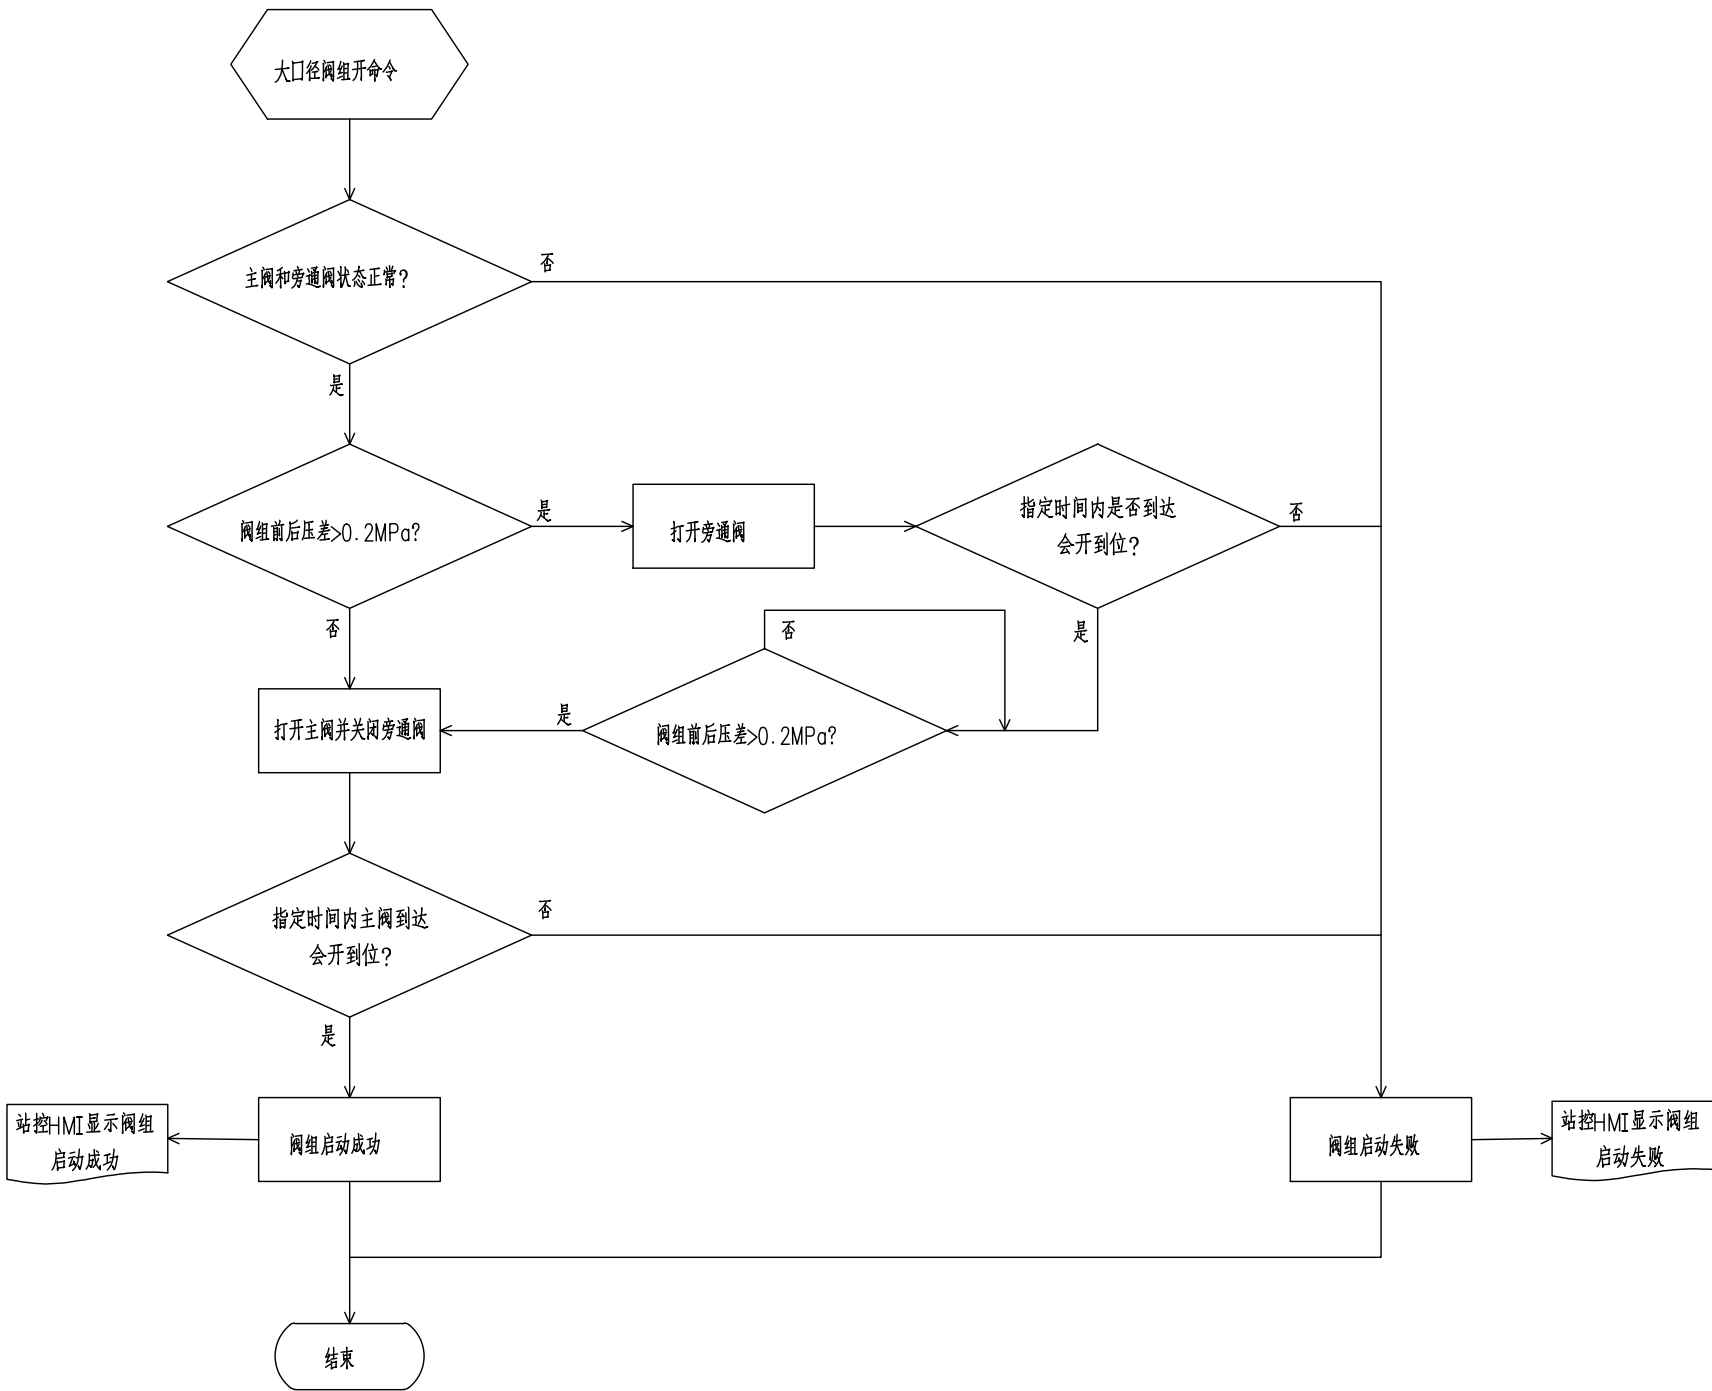 大口径阀组开命令
主阀和旁通阀状态正常?
否
是
阀组前后压差>0.2MPa?
是
打开旁通阀
指定时间内是否到达
会开到位?
否
否
是
否
打开主阀并关闭旁通阀
是
阀组前后压差>0.2MPa?
指定时间内主阀到达
会开到位?
否
是
站控HMI显示阀组
启动成功
阀组启动成功
阀组启动失败
站控HMI显示阀组
启动失败
结束